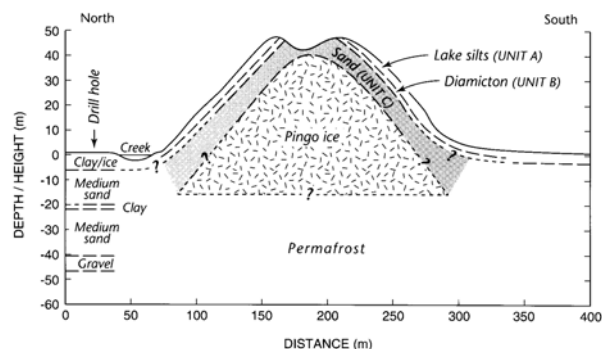 North
South
50
40
30
20
10
0
-10
-20
-30
-40
-50
-60
DEPTH / HEIGHT (m)
Drill hole
Creek
Clay/ice
Medium
sand
Clay
Medium
sand
Gravel
Lake silts (UNIT A)
Diamicton (UNIT B)
Sand (UNIT C)
Pingo ice
?
?
?
?
?
?
Permafrost
0
50
100
150
200
250
300
350
400
DISTANCE (m)